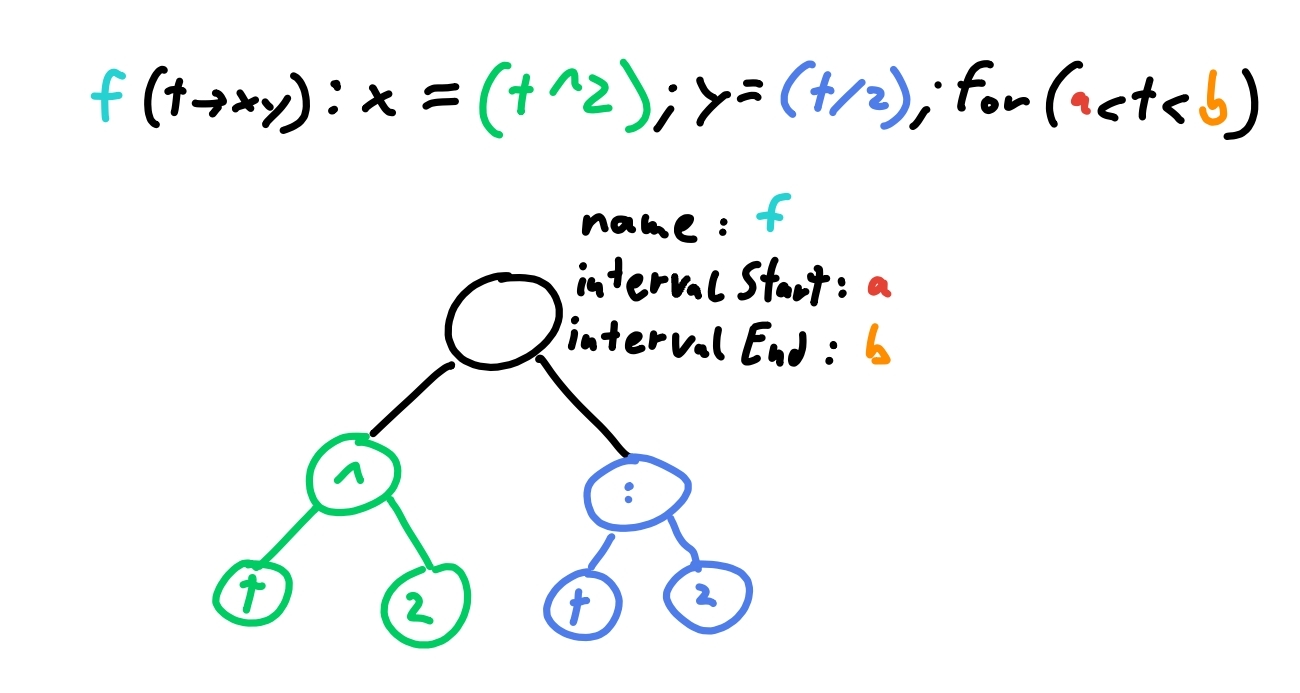 f (t→xy) : x = (t^2); y = (t/2); for (a<t<b)
name : f
interval Start : a
interval End : b
^ :
t 2 t 2